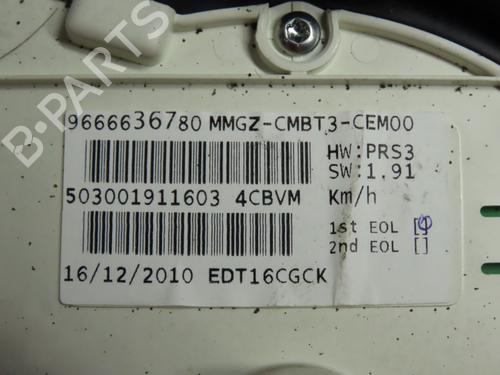 B-PARTS
9666636780 MMGZ-CMBT3-CEM00
HW:PRS3
SW:1.91
503001911603 4CBVM Km/h
1st EOL []
2nd EOL []
16/12/2010 EDT16CGCK